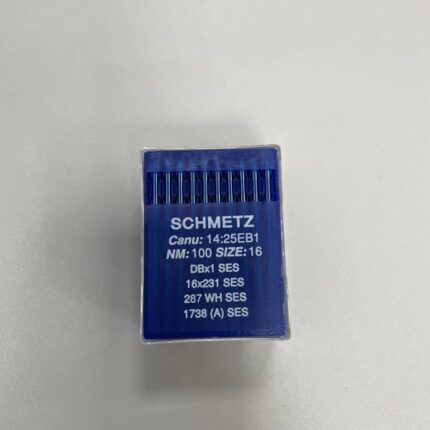 SCHMETZ
Canu: 14:25EB1
NM: 100 SIZE: 16
DBx1 SES
16x231 SES
287 WH SES
1738 (A) SES